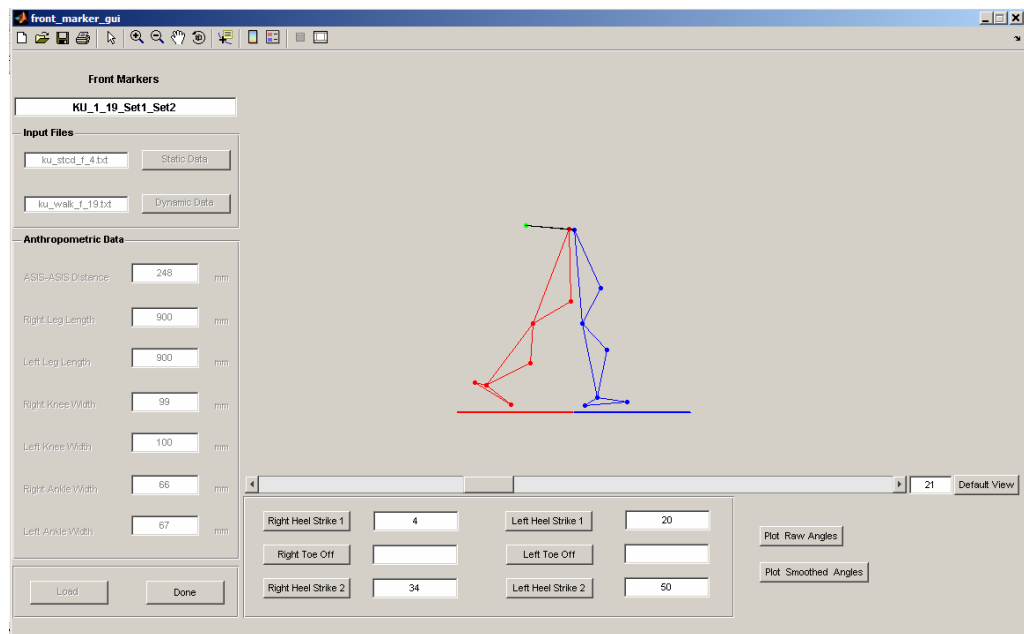 front_marker_gui
Front Markers
KU_1_19_Set1_Set2
Input Files
ku_stcd_f_4.txt Static Data
ku_walk_f_19.txt Dynamic Data
Anthropometric Data
ASIS-ASIS Distance 248 mm
Right Leg Length 900 mm
Left Leg Length 900 mm
Right Knee Width 99 mm
Left Knee Width 100 mm
Right Ankle Width 66 mm
Left Ankle Width 67 mm
Load Done
21 Default View
Right Heel Strike 1 4 Left Heel Strike 1 20
Right Toe Off Left Toe Off
Right Heel Strike 2 34 Left Heel Strike 2 50
Plot Raw Angles
Plot Smoothed Angles